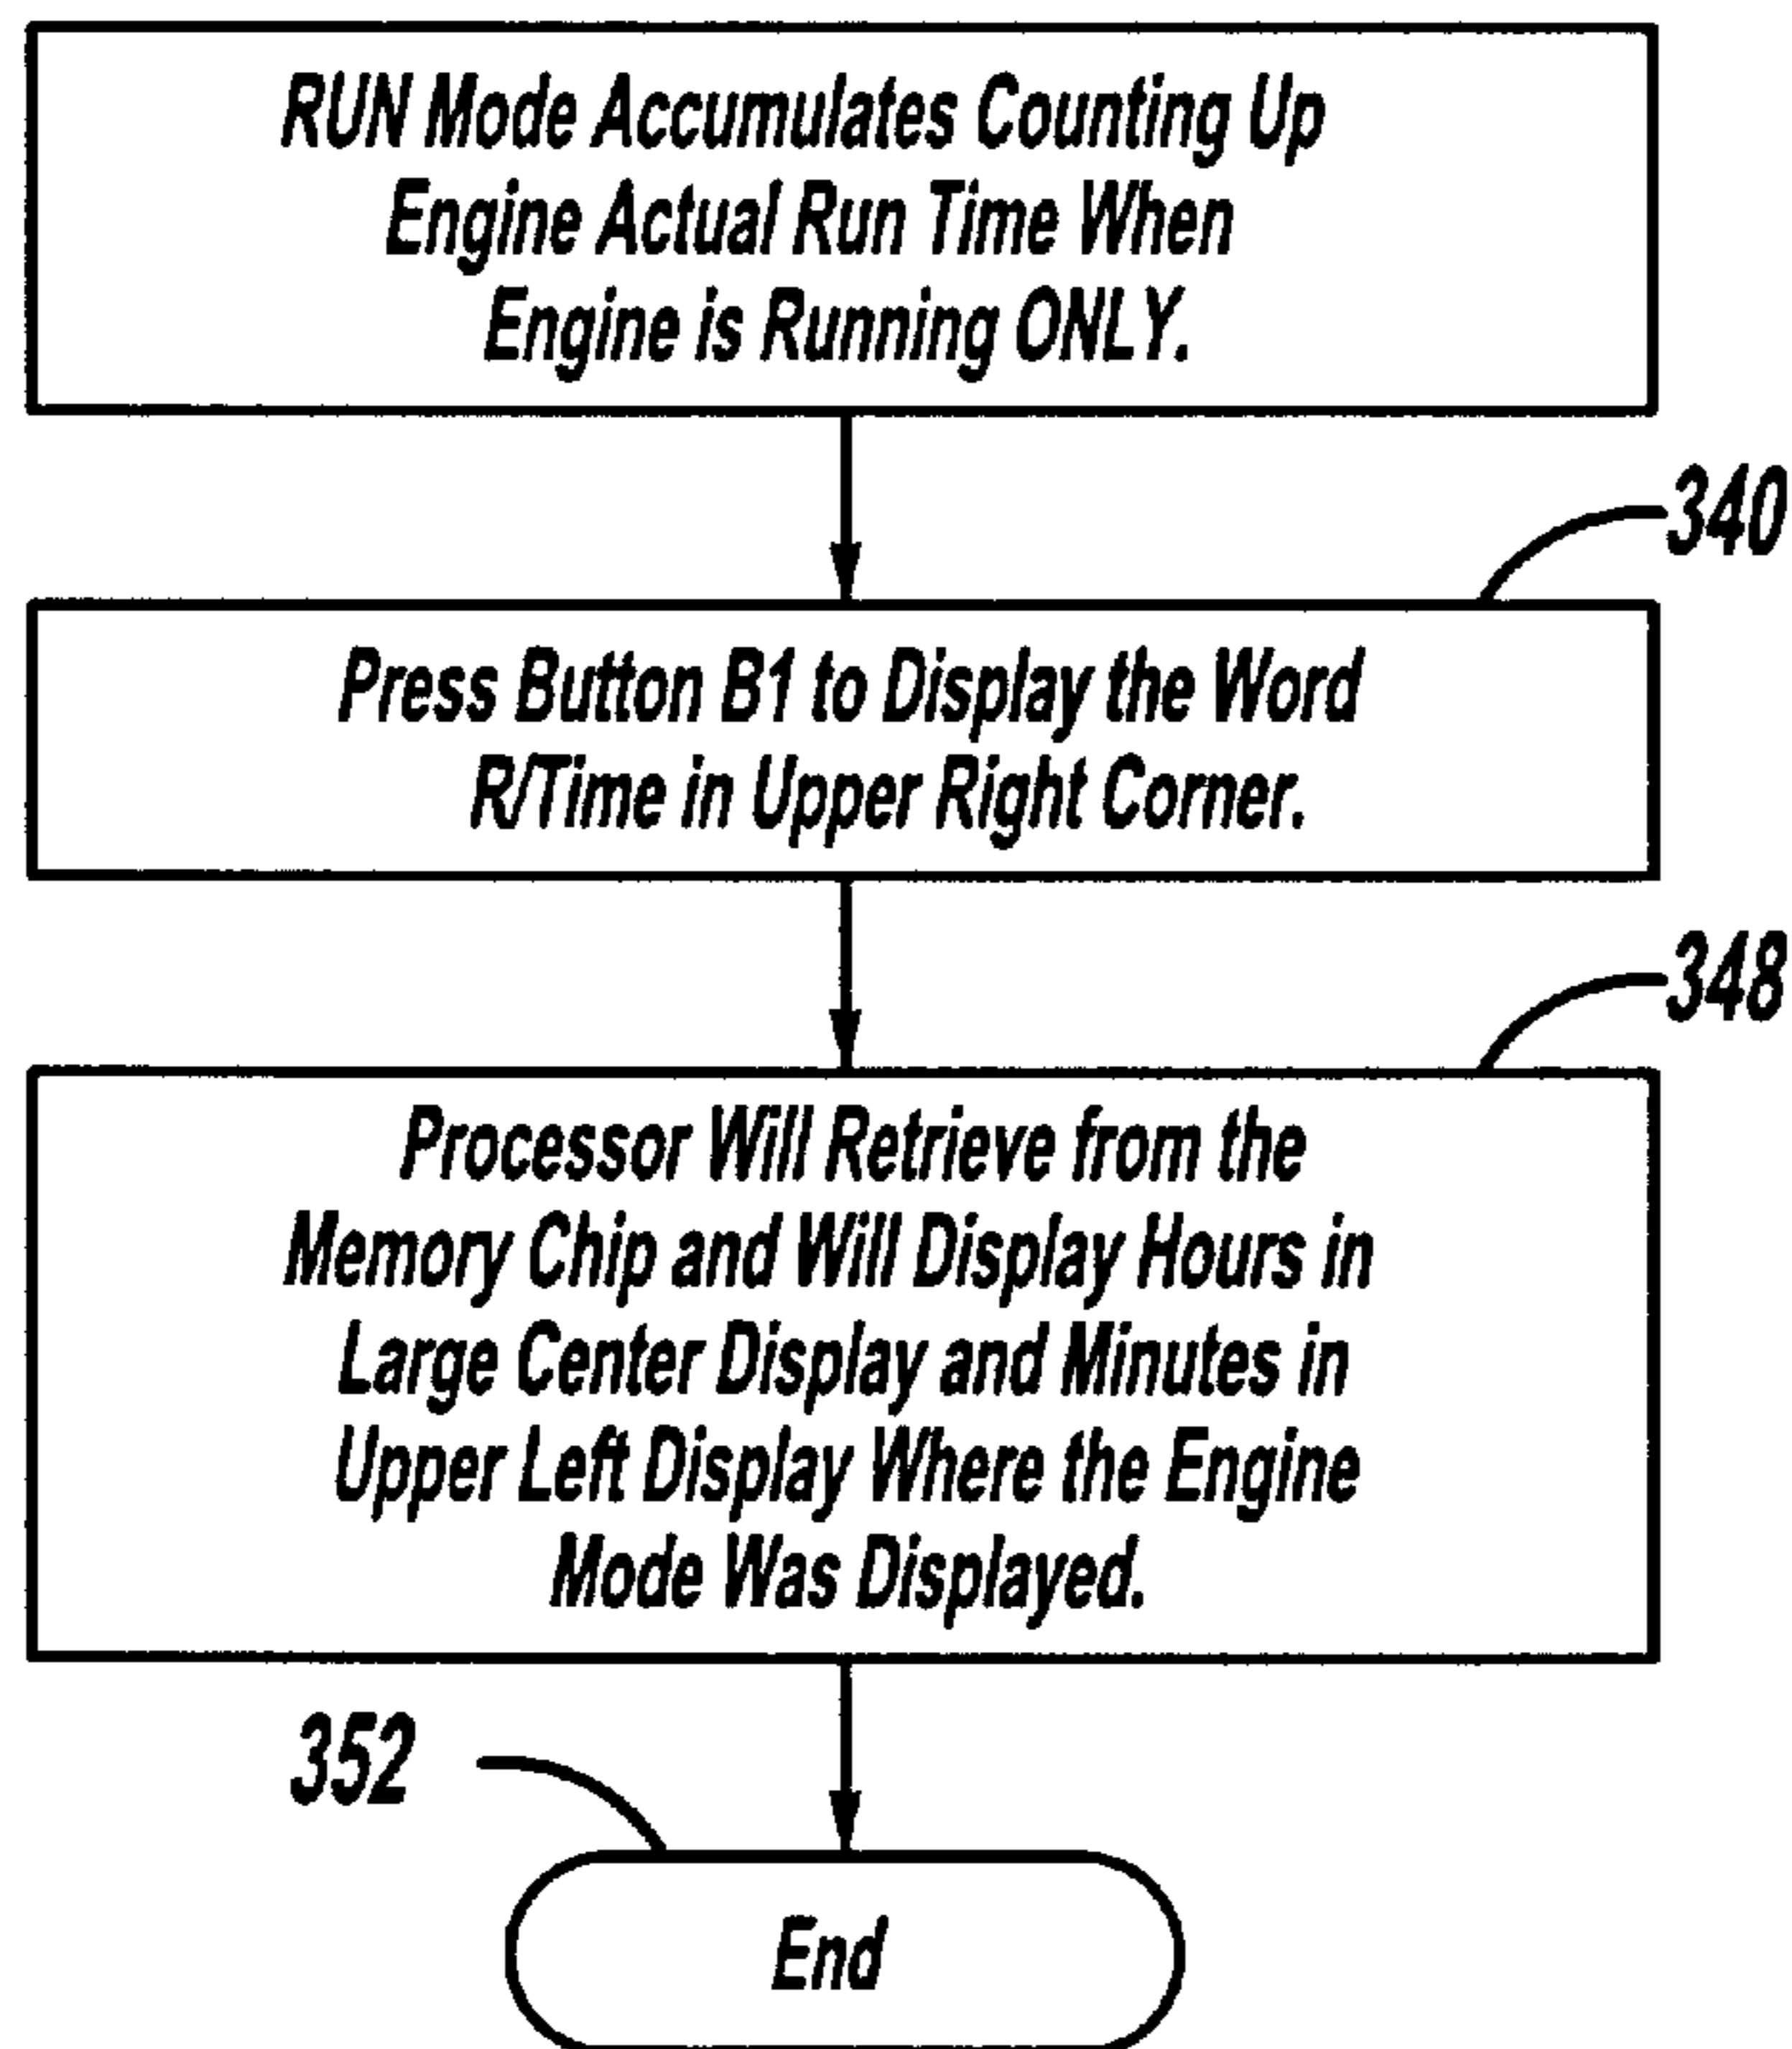 RUN Mode Accumulates Counting Up
Engine Actual Run Time When
Engine is Running ONLY.
340
Press Button B1 to Display the Word
R/Time in Upper Right Corner.
348
Processor Will Retrieve from the
Memory Chip and Will Display Hours in
Large Center Display and Minutes in
Upper Left Display Where the Engine
Mode Was Displayed.
352
End